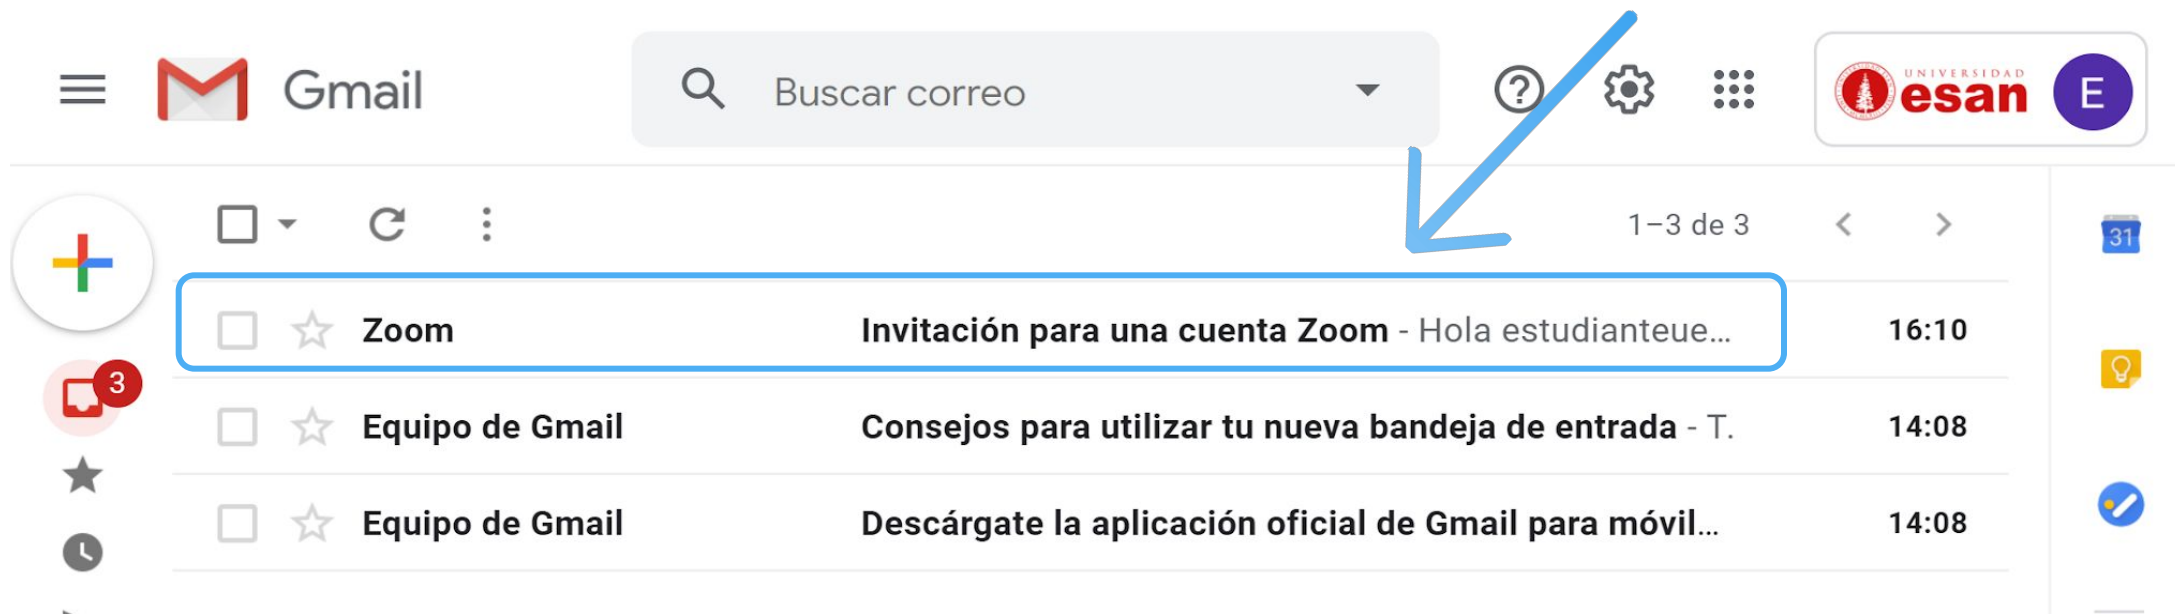 Gmail
Buscar correo
UNIVERSIDAD
esan
E
1–3 de 3
31
Zoom Invitación para una cuenta Zoom - Hola estudianteue... 16:10
3
Equipo de Gmail Consejos para utilizar tu nueva bandeja de entrada - T. 14:08
Equipo de Gmail Descárgate la aplicación oficial de Gmail para móvil... 14:08